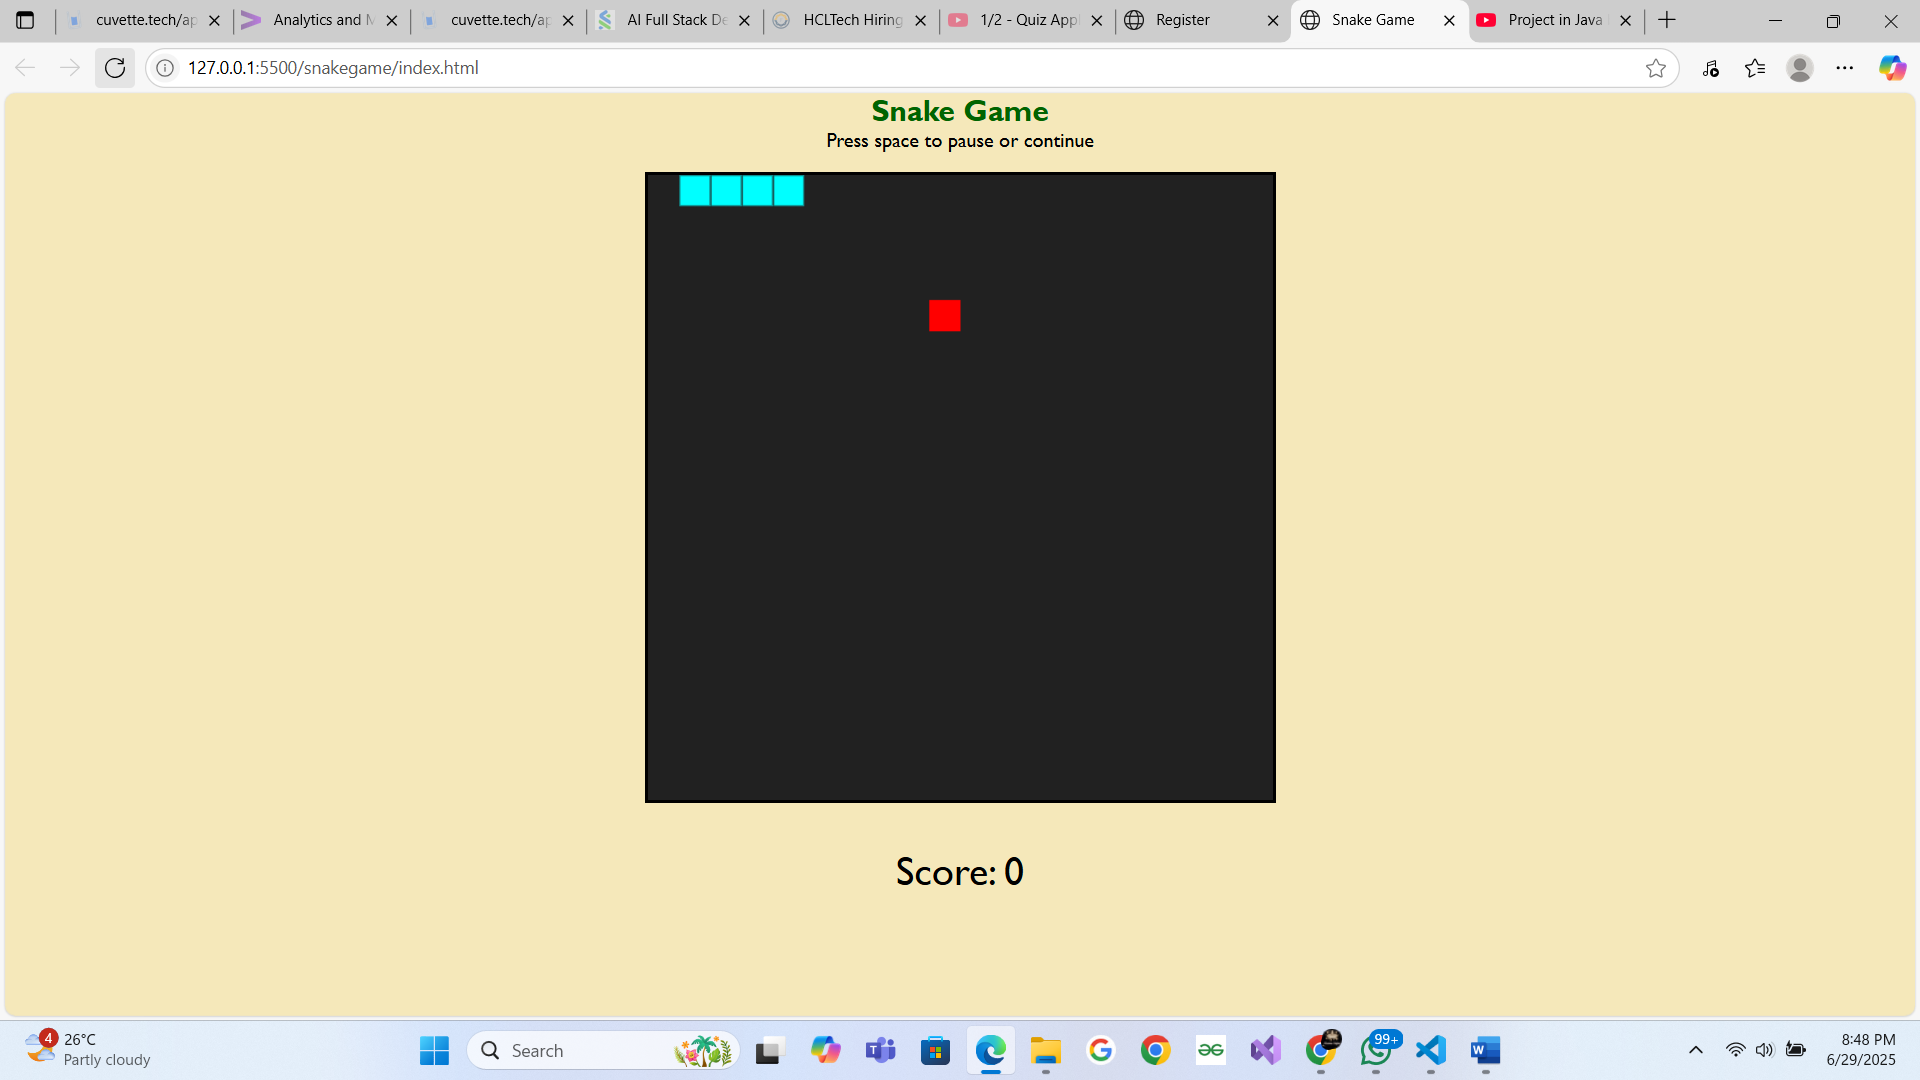 cuvette.tech/ap
Analytics and M
cuvette.tech/ap
AI Full Stack De
HCLTech Hiring
1/2 - Quiz Appl
Register
Snake Game
Project in Java
127.0.0.1:5500/snakegame/index.html
Snake Game
Press space to pause or continue
Score: 0
4
26°C
Partly cloudy
Search
99+
8:48 PM
6/29/2025